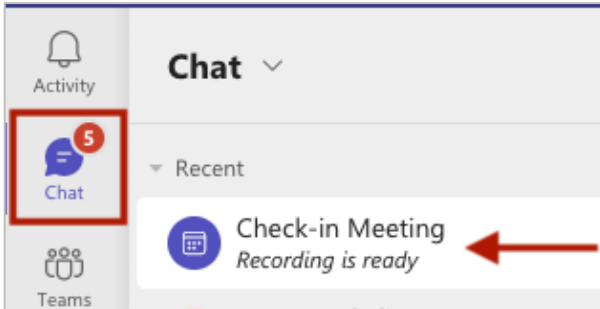 Activity
5
Chat
Teams
Chat
Recent
Check-in Meeting
Recording is ready